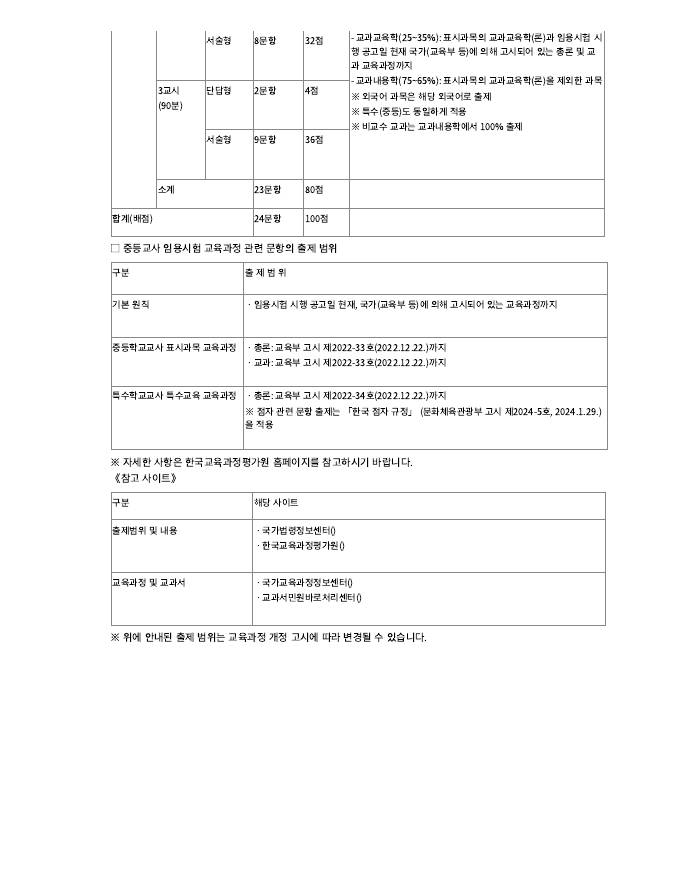 서술형 8문항 32점
- 교과교육학(25~35%): 표시과목의 교과교육학(론)과 임용시험 시
행 공고일 현재 국가(교육부 등)에 의해 고시되어 있는 총론 및 교
과 교육과정까지
- 교과내용학(75~65%): 표시과목의 교과교육학(론)을 제외한 과목
※ 외국어 과목은 해당 외국어로 출제
※ 특수(중등)도 동일하게 적용
※ 비교수 교과는 교과내용학에서 100% 출제
3교시
(90분)
단답형 2문항 4점
서술형 9문항 36점
소계 23문항 80점
합계(배점) 24문항 100점
□ 중등교사 임용시험 교육과정 관련 문항의 출제 범위
구분 출 제 범 위
기본 원칙 · 임용시험 시행 공고일 현재, 국가(교육부 등)에 의해 고시되어 있는 교육과정까지
중등학교교사 표시과목 교육과정 · 총론: 교육부 고시 제2022-33호(2022.12.22.)까지
· 교과: 교육부 고시 제2022-33호(2022.12.22.)까지
특수학교교사 특수교육 교육과정 · 총론: 교육부 고시 제2022-34호(2022.12.22.)까지
※ 점자 관련 문항 출제는 「한국 점자 규정」 (문화체육관광부 고시 제2024-5호, 2024.1.29.)
을 적용
※ 자세한 사항은 한국교육과정평가원 홈페이지를 참고하시기 바랍니다.
《참고 사이트》
구분 해당 사이트
출제범위 및 내용 · 국가법령정보센터()
· 한국교육과정평가원()
교육과정 및 교과서 · 국가교육과정정보센터()
· 교과서민원바로처리센터()
※ 위에 안내된 출제 범위는 교육과정 개정 고시에 따라 변경될 수 있습니다.